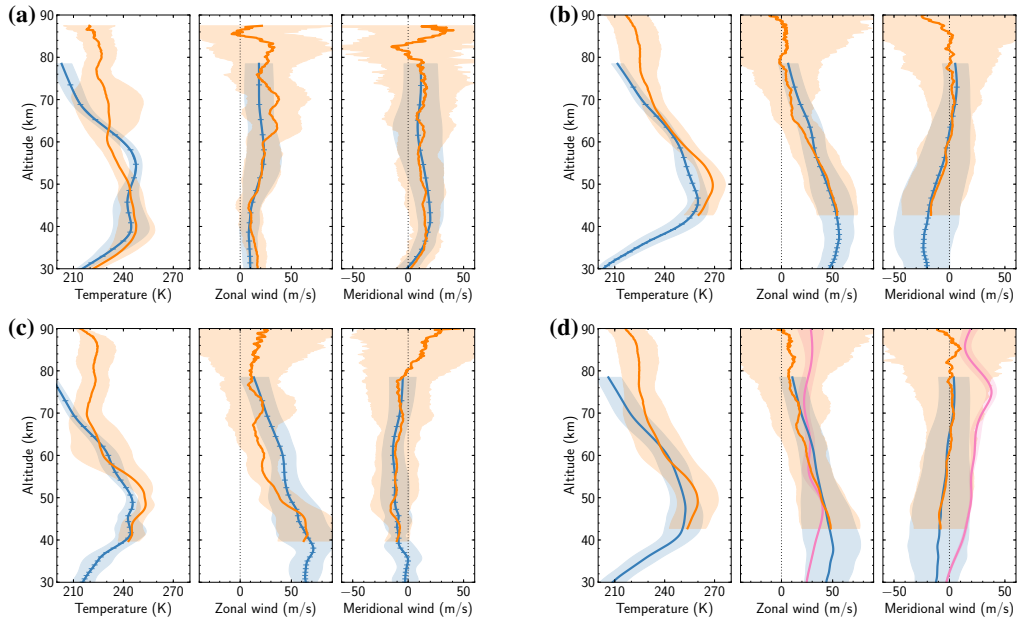 (a)
90
80
70
60
50
40
30
Altitude (km)
210 240 270
Temperature (K)
0 50
Zonal wind (m/s)
−50 0 50
Meridional wind (m/s)
(b)
90
80
70
60
50
40
30
Altitude (km)
210 240 270
Temperature (K)
0 50
Zonal wind (m/s)
−50 0 50
Meridional wind (m/s)
(c)
90
80
70
60
50
40
30
Altitude (km)
210 240 270
Temperature (K)
0 50
Zonal wind (m/s)
−50 0 50
Meridional wind (m/s)
(d)
90
80
70
60
50
40
30
Altitude (km)
210 240 270
Temperature (K)
0 50
Zonal wind (m/s)
−50 0 50
Meridional wind (m/s)